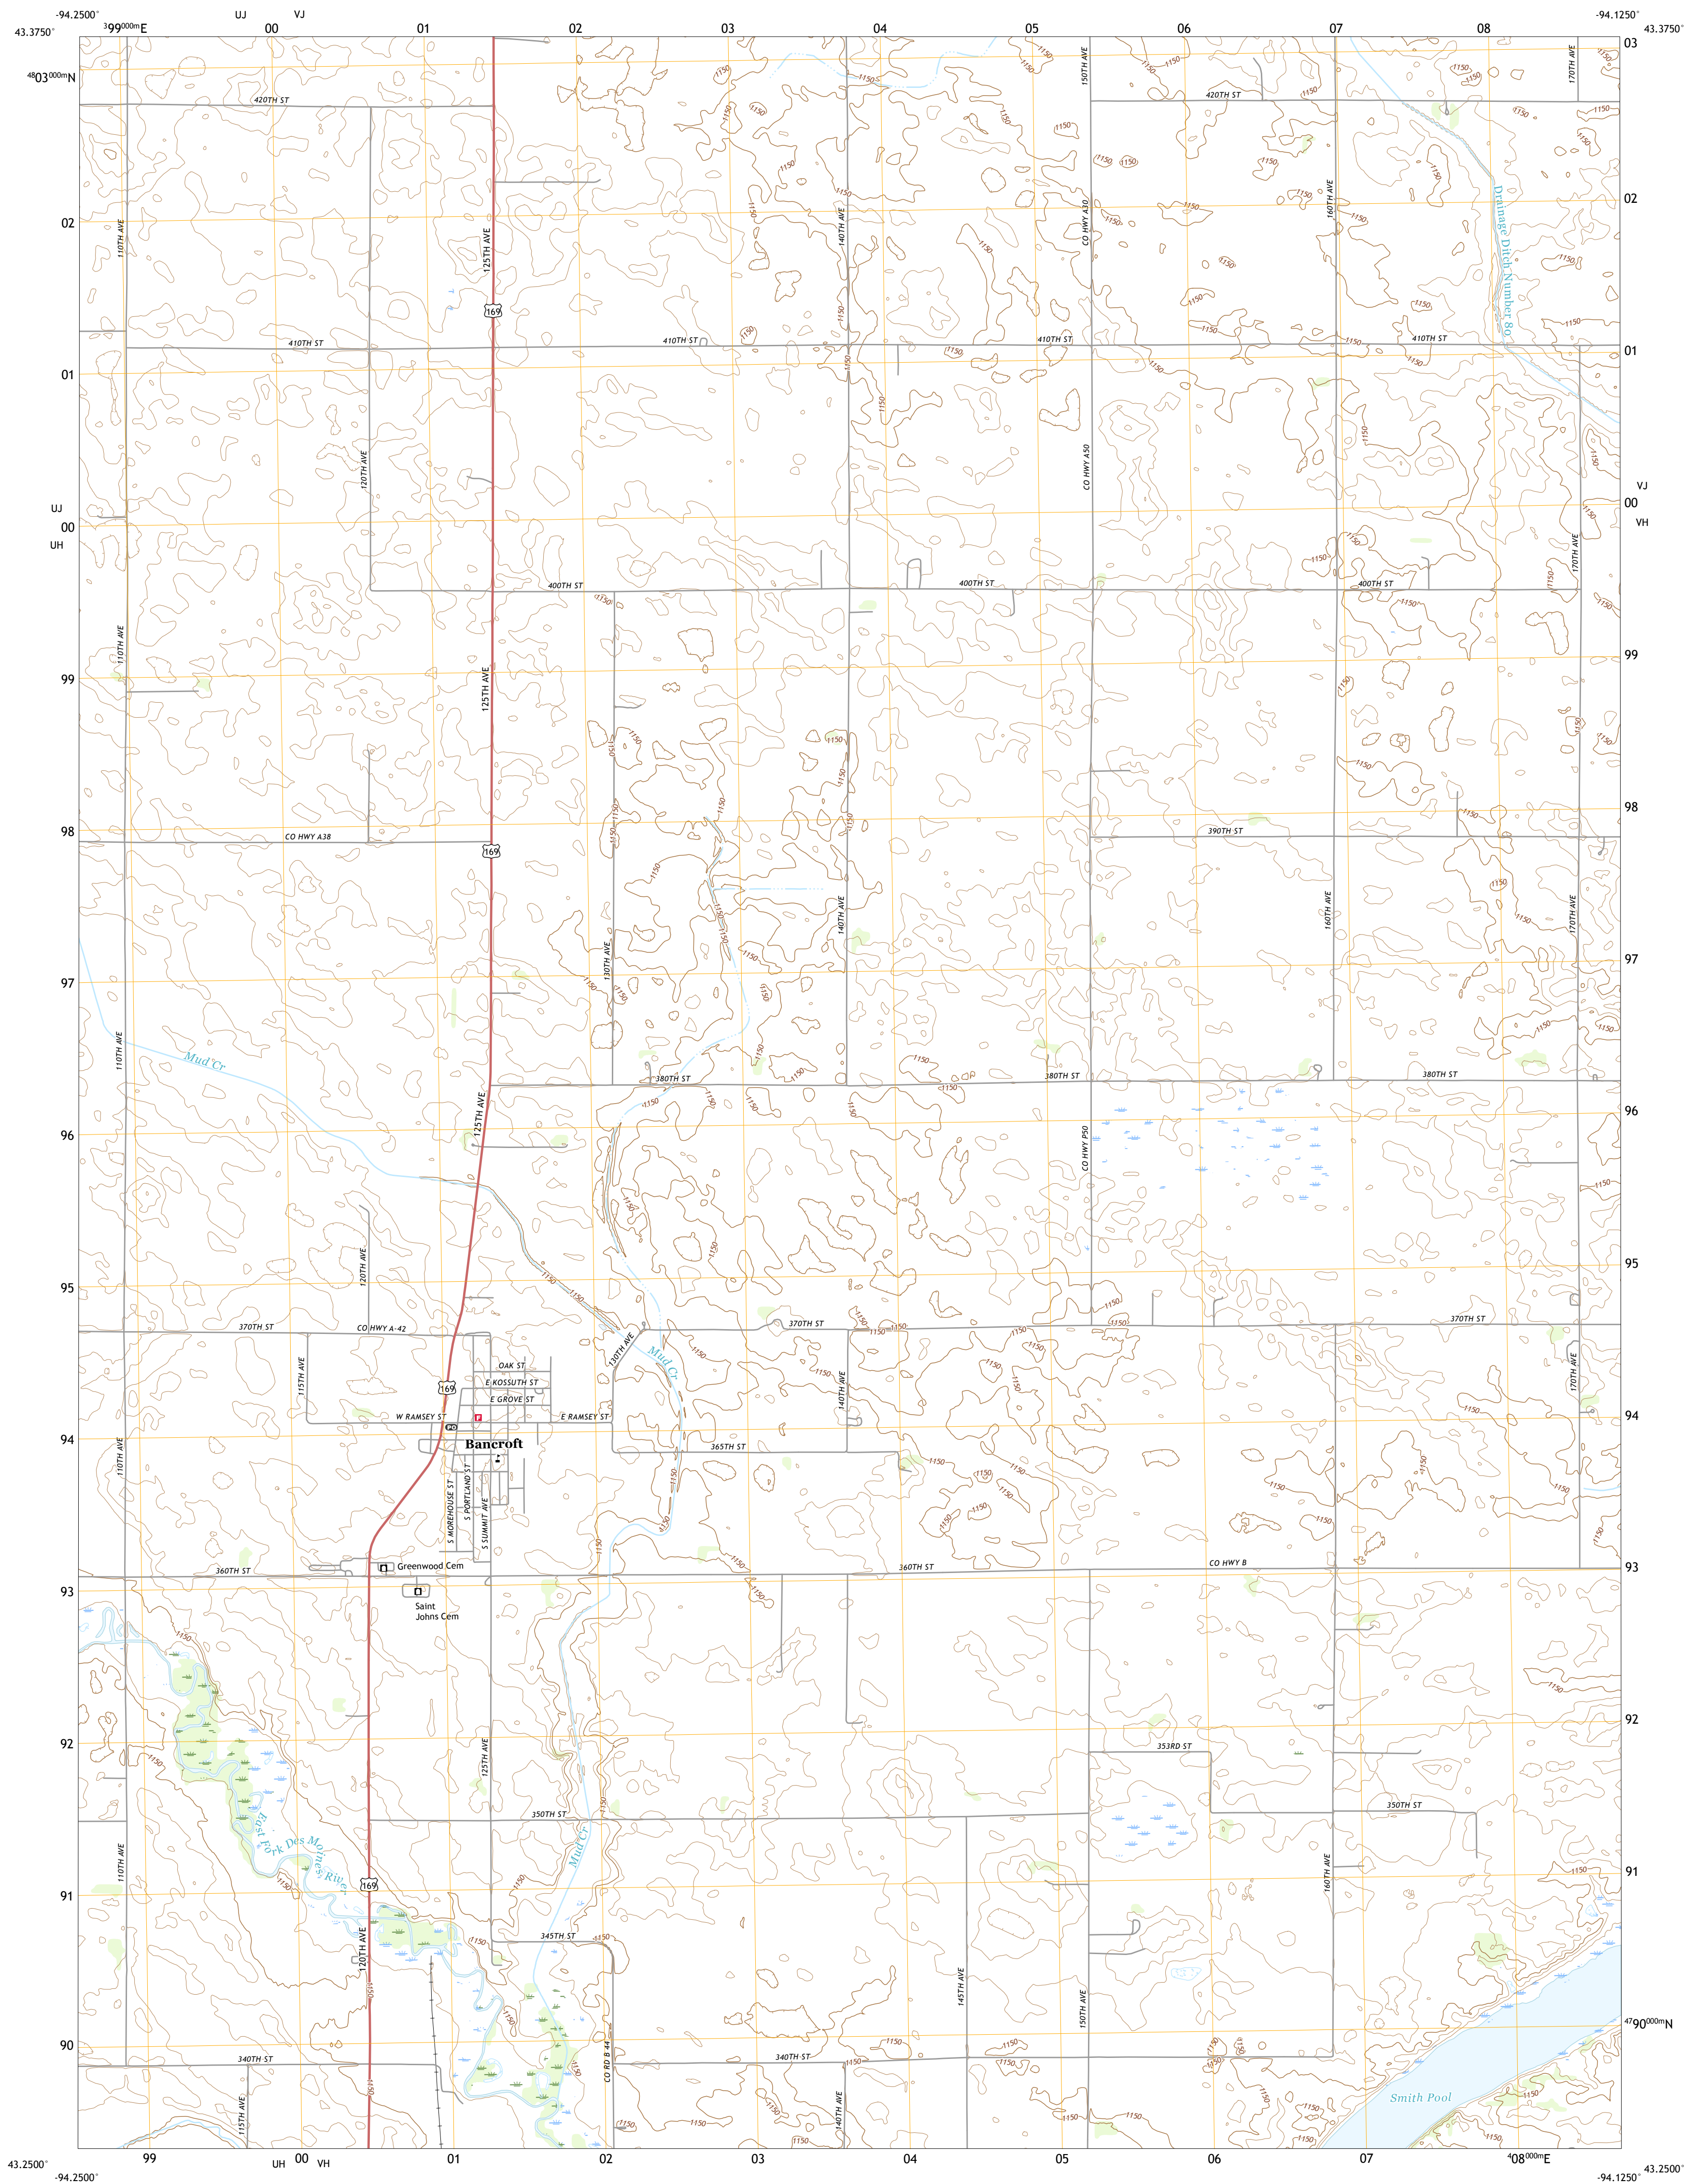 -94.2500° UJ VJ -94.1250°
43.3750° ³99⁰⁰⁰ᵐE 00 01 02 03 04 05 06 07 08 43.3750°
⁴⁸03⁰⁰⁰ᵐN 03
150TH AVE 170TH AVE
420TH ST 420TH ST
02 02
110TH AVE 125TH AVE 140TH AVE CO HWY A30 160TH AVE
Drainage Ditch Number 80
169
410TH ST 410TH ST 410TH ST 410TH ST
01 01
120TH AVE CO HWY A50
UJ VJ
00 00
UH VH
170TH AVE
400TH ST 400TH ST 400TH ST
110TH AVE
99 99
125TH AVE
98 98
CO HWY A38 390TH ST
169
130TH AVE 140TH AVE 160TH AVE 170TH AVE
97 97
110TH AVE
Mud Cr
380TH ST 380TH ST 380TH ST
125TH AVE
96 96
CO HWY P50
120TH AVE
95 95
370TH ST CO HWY A-42 370TH ST 370TH ST
130TH AVE
Mud Cr
115TH AVE 140TH AVE 170TH AVE
OAK ST
169 E KOSSUTH ST
E GROVE ST
W RAMSEY ST F E RAMSEY ST
PO
94 94
Bancroft
110TH AVE 365TH ST
S MOREHOUSE ST
S PORTLAND ST
S SUMMIT AVE
Greenwood Cem
360TH ST 360TH ST CO HWY B
93 93
Saint
Johns Cem
1150
92 92
125TH AVE 353RD ST
350TH ST 350TH ST
East Fork Des Moines River
Mud Cr
110TH AVE 160TH AVE
169
91 91
120TH AVE 345TH ST
145TH AVE 150TH AVE
90 ⁴⁷90⁰⁰⁰ᵐN
340TH ST CO RD B 44 340TH ST
115TH AVE 140TH AVE
Smith Pool
99 00 01 02 03 04 05 06 07 ⁴08⁰⁰⁰ᵐE
43.2500° UH VH 43.2500°
-94.2500° -94.1250°